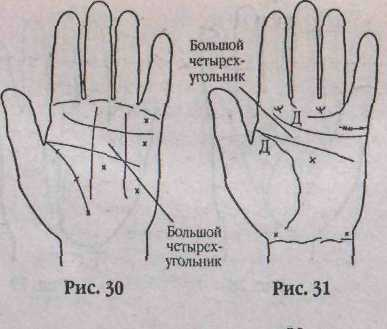 Большой
четырех-
угольник
Д
Д
Большой
четырех-
угольник
Рис. 30
Рис. 31